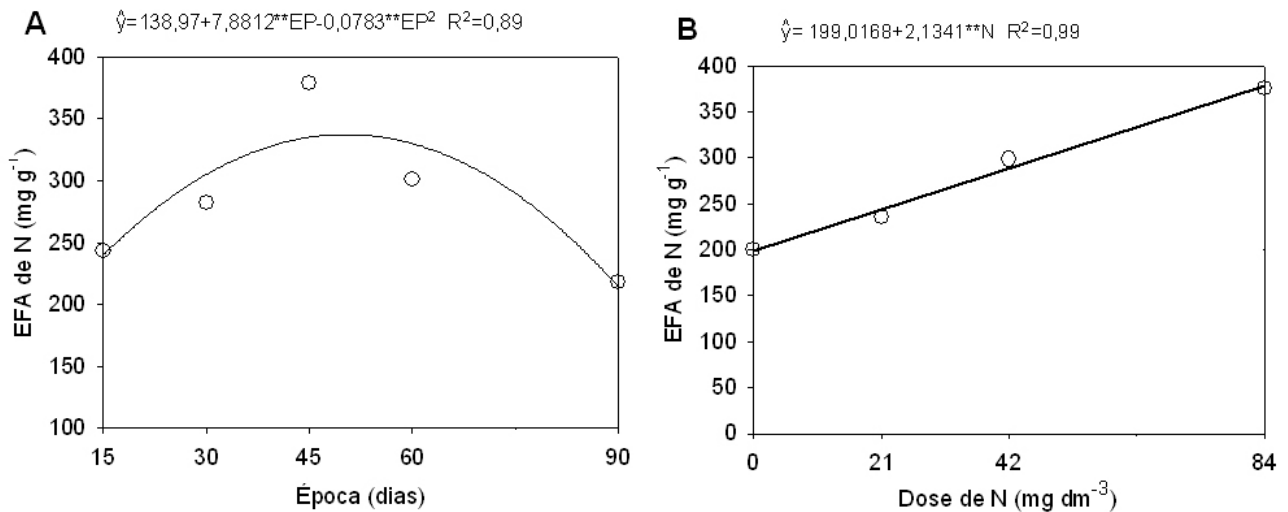 A
ŷ=138,97+7,8812**EP-0,0783**EP² R²=0,89
EFA de N (mg g⁻¹)
400
350
300
250
200
150
100
15 30 45 60 90
Época (dias)
B
ŷ= 199,0168+2,1341**N R²=0,99
EFA de N (mg g⁻¹)
400
350
300
250
200
150
100
50
0
0 21 42 84
Dose de N (mg dm⁻³)